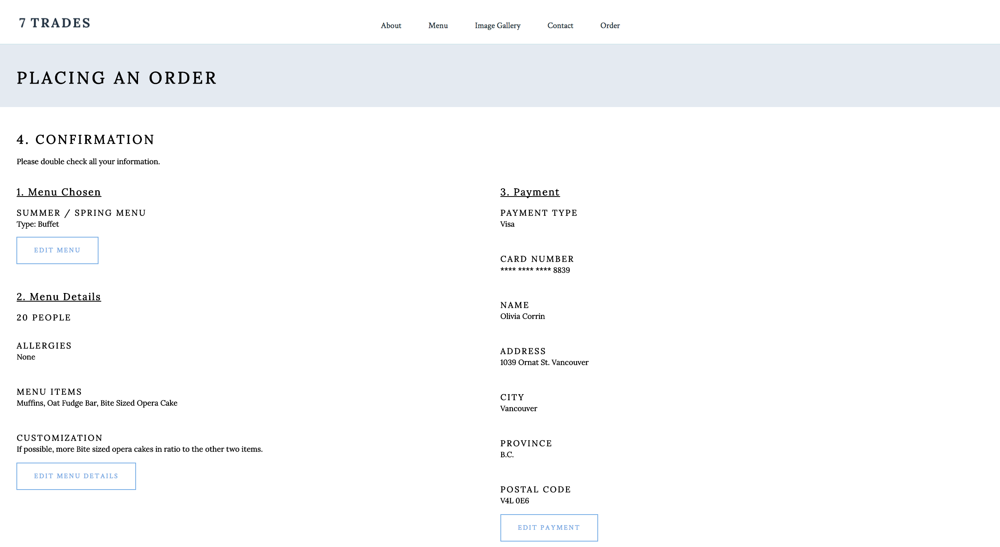 7 TRADES
About
Menu
Image Gallery
Contact
Order
PLACING AN ORDER
4. CONFIRMATION
Please double check all your information.
1. Menu Chosen
SUMMER / SPRING MENU
Type: Buffet
EDIT MENU
2. Menu Details
20 PEOPLE
ALLERGIES
None
MENU ITEMS
Muffins, Oat Fudge Bar, Bite Sized Opera Cake
CUSTOMIZATION
If possible, more Bite sized opera cakes in ratio to the other two items.
EDIT MENU DETAILS
3. Payment
PAYMENT TYPE
Visa
CARD NUMBER
**** **** **** 8839
NAME
Olivia Corrin
ADDRESS
1039 Ornat St. Vancouver
CITY
Vancouver
PROVINCE
B.C.
POSTAL CODE
V4L 0E6
EDIT PAYMENT